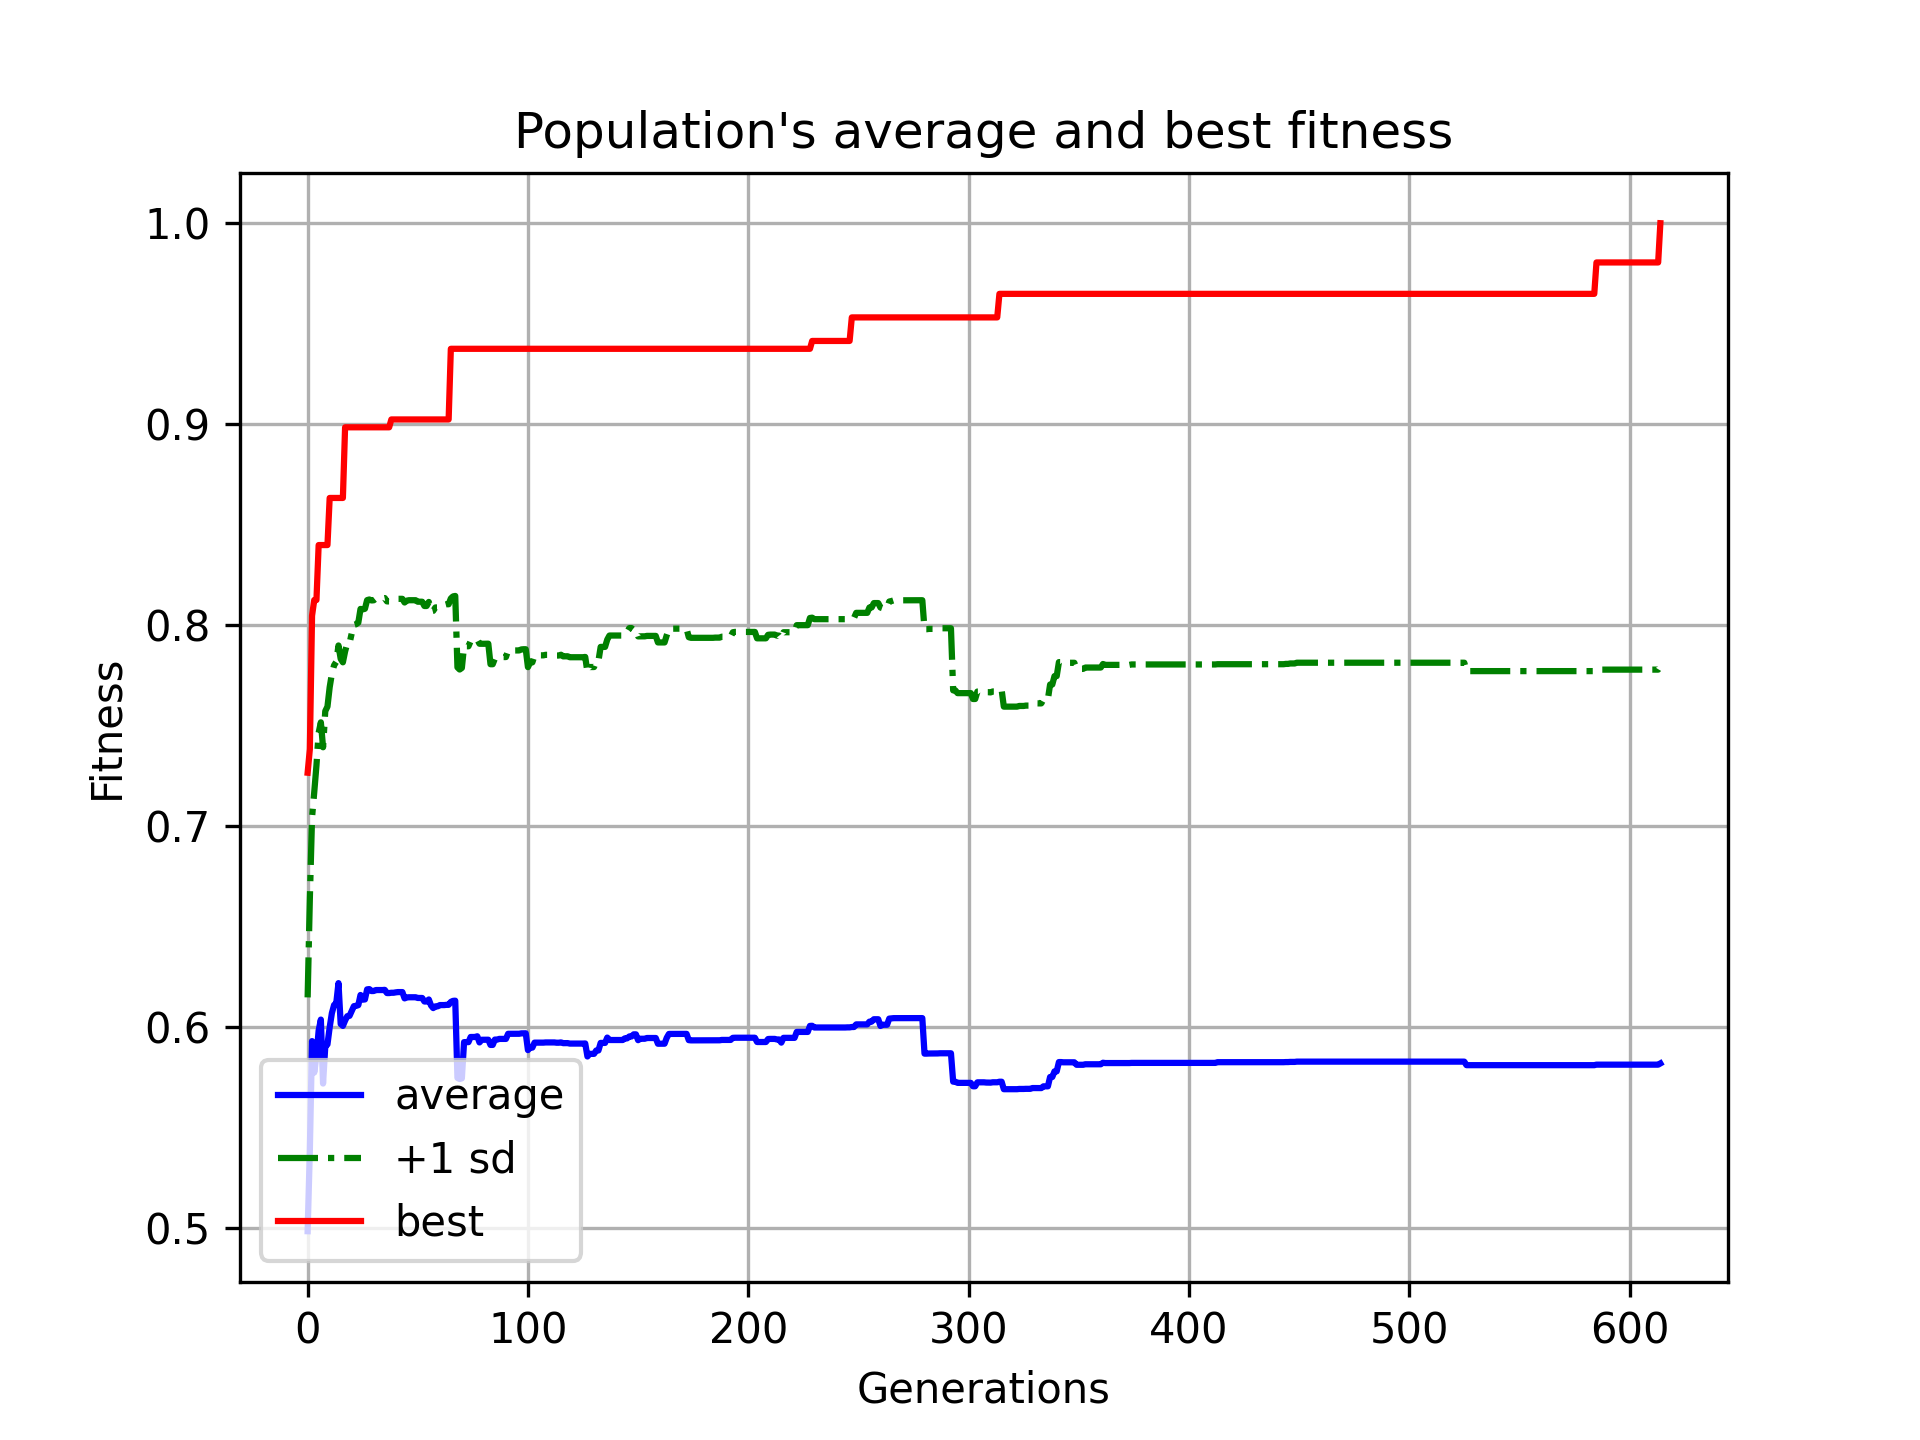 Population's average and best fitness
1.0
0.9
0.8
0.7
0.6
0.5
Fitness
average
+1 sd
best
0 100 200 300 400 500 600
Generations